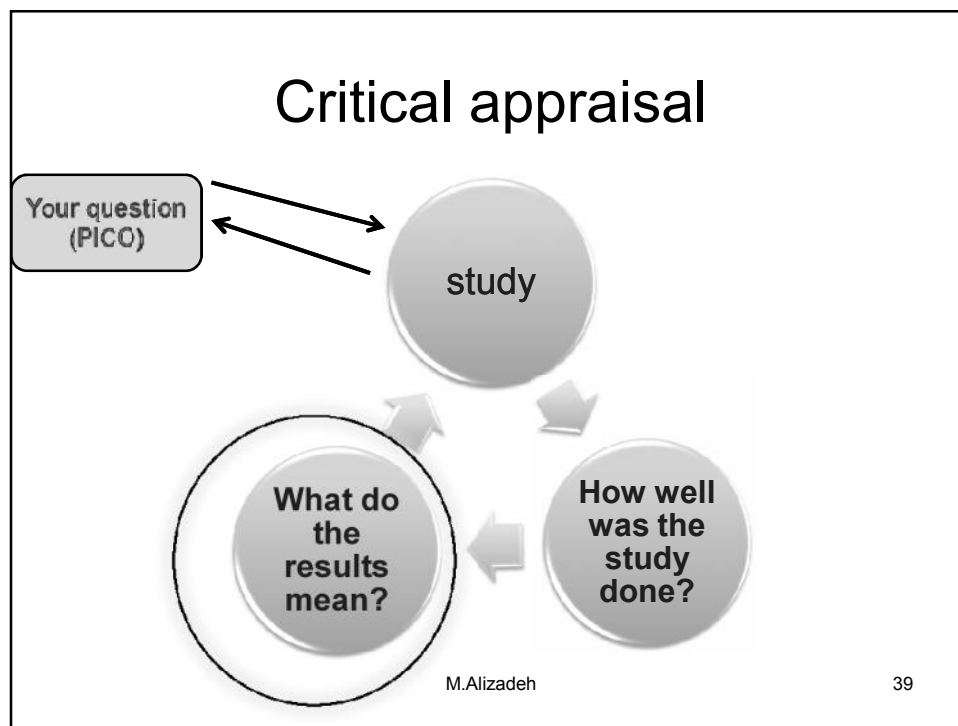 Critical appraisal
Your question
(PICO)
study
What do
the
results
mean?
How well
was the
study
done?
M.Alizadeh
39